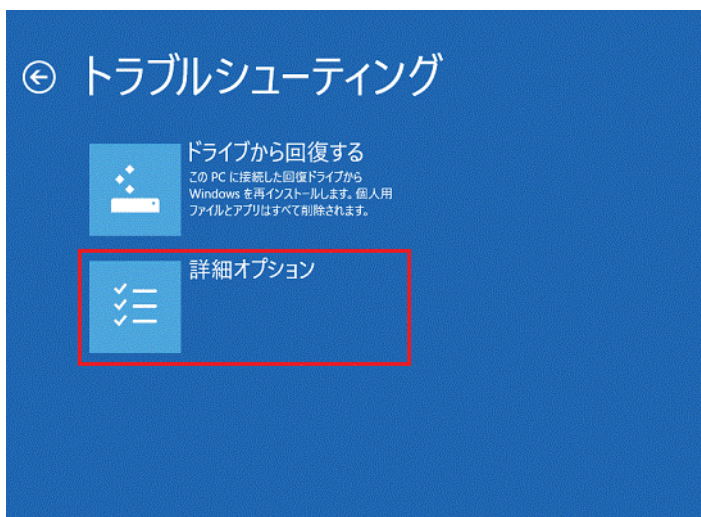 トラブルシューティング
ドライブから回復する
この PC に接続した回復ドライブから
Windows を再インストールします。個人用
ファイルとアプリはすべて削除されます。
詳細オプション